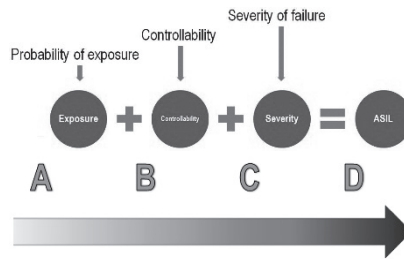 Severity of failure
Controllability
Probability of exposure
Exposure + Controllability + Severity = ASIL
A B C D